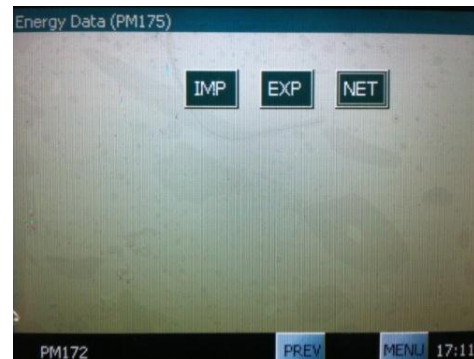 Energy Data (PM175)
IMP EXP NET
PM172 PREV MENU 17:11